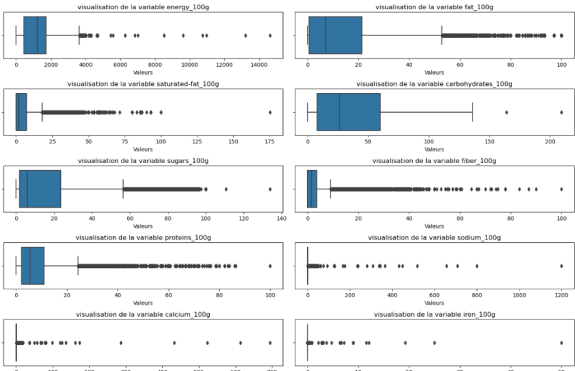 visualisation de la variable energy_100g
visualisation de la variable fat_100g
0 2000 4000 6000 8000 10000 12000 14000
0 20 40 60 80 100
Valeurs
Valeurs
visualisation de la variable saturated-fat_100g
visualisation de la variable carbohydrates_100g
0 25 50 75 100 125 150 175
0 50 100 150 200
Valeurs
Valeurs
visualisation de la variable sugars_100g
visualisation de la variable fiber_100g
0 20 40 60 80 100 120 140
0 20 40 60 80 100
Valeurs
Valeurs
visualisation de la variable proteins_100g
visualisation de la variable sodium_100g
0 20 40 60 80 100
0 200 400 600 800 1000 1200
Valeurs
Valeurs
visualisation de la variable calcium_100g
visualisation de la variable iron_100g